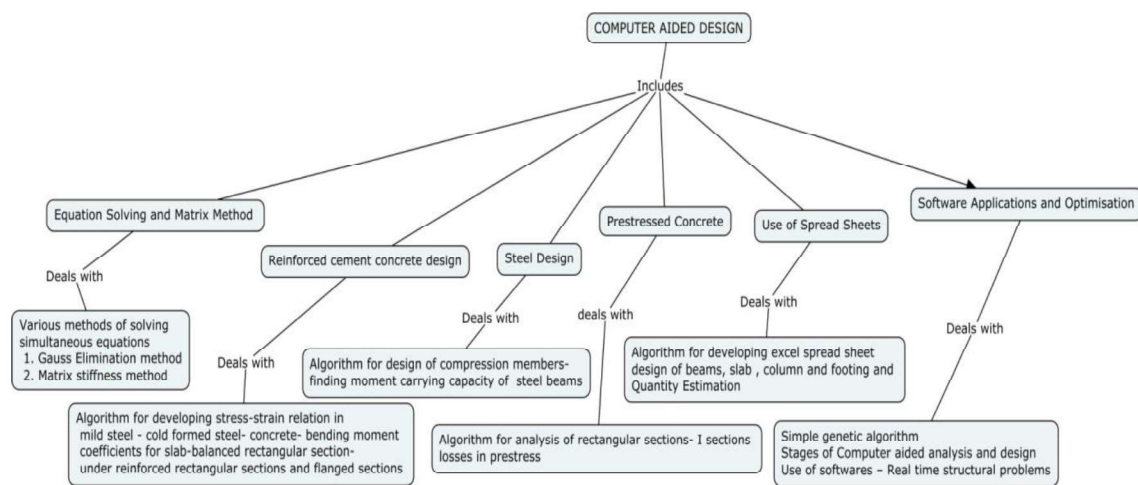 COMPUTER AIDED DESIGN
Includes
Equation Solving and Matrix Method
Reinforced cement concrete design
Steel Design
Prestressed Concrete
Use of Spread Sheets
Software Applications and Optimisation
Deals with
Various methods of solving
simultaneous equations
1. Gauss Elimination method
2. Matrix stiffness method
Deals with
Algorithm for developing stress-strain relation in
mild steel - cold formed steel- concrete- bending moment
coefficients for slab-balanced rectangular section-
under reinforced rectangular sections and flanged sections
Deals with
Algorithm for design of compression members-
finding moment carrying capacity of steel beams
deals with
Algorithm for analysis of rectangular sections- I sections
losses in prestress
Deals with
Algorithm for developing excel spread sheet
design of beams, slab , column and footing and
Quantity Estimation
Deals with
Simple genetic algorithm
Stages of Computer aided analysis and design
Use of softwares – Real time structural problems